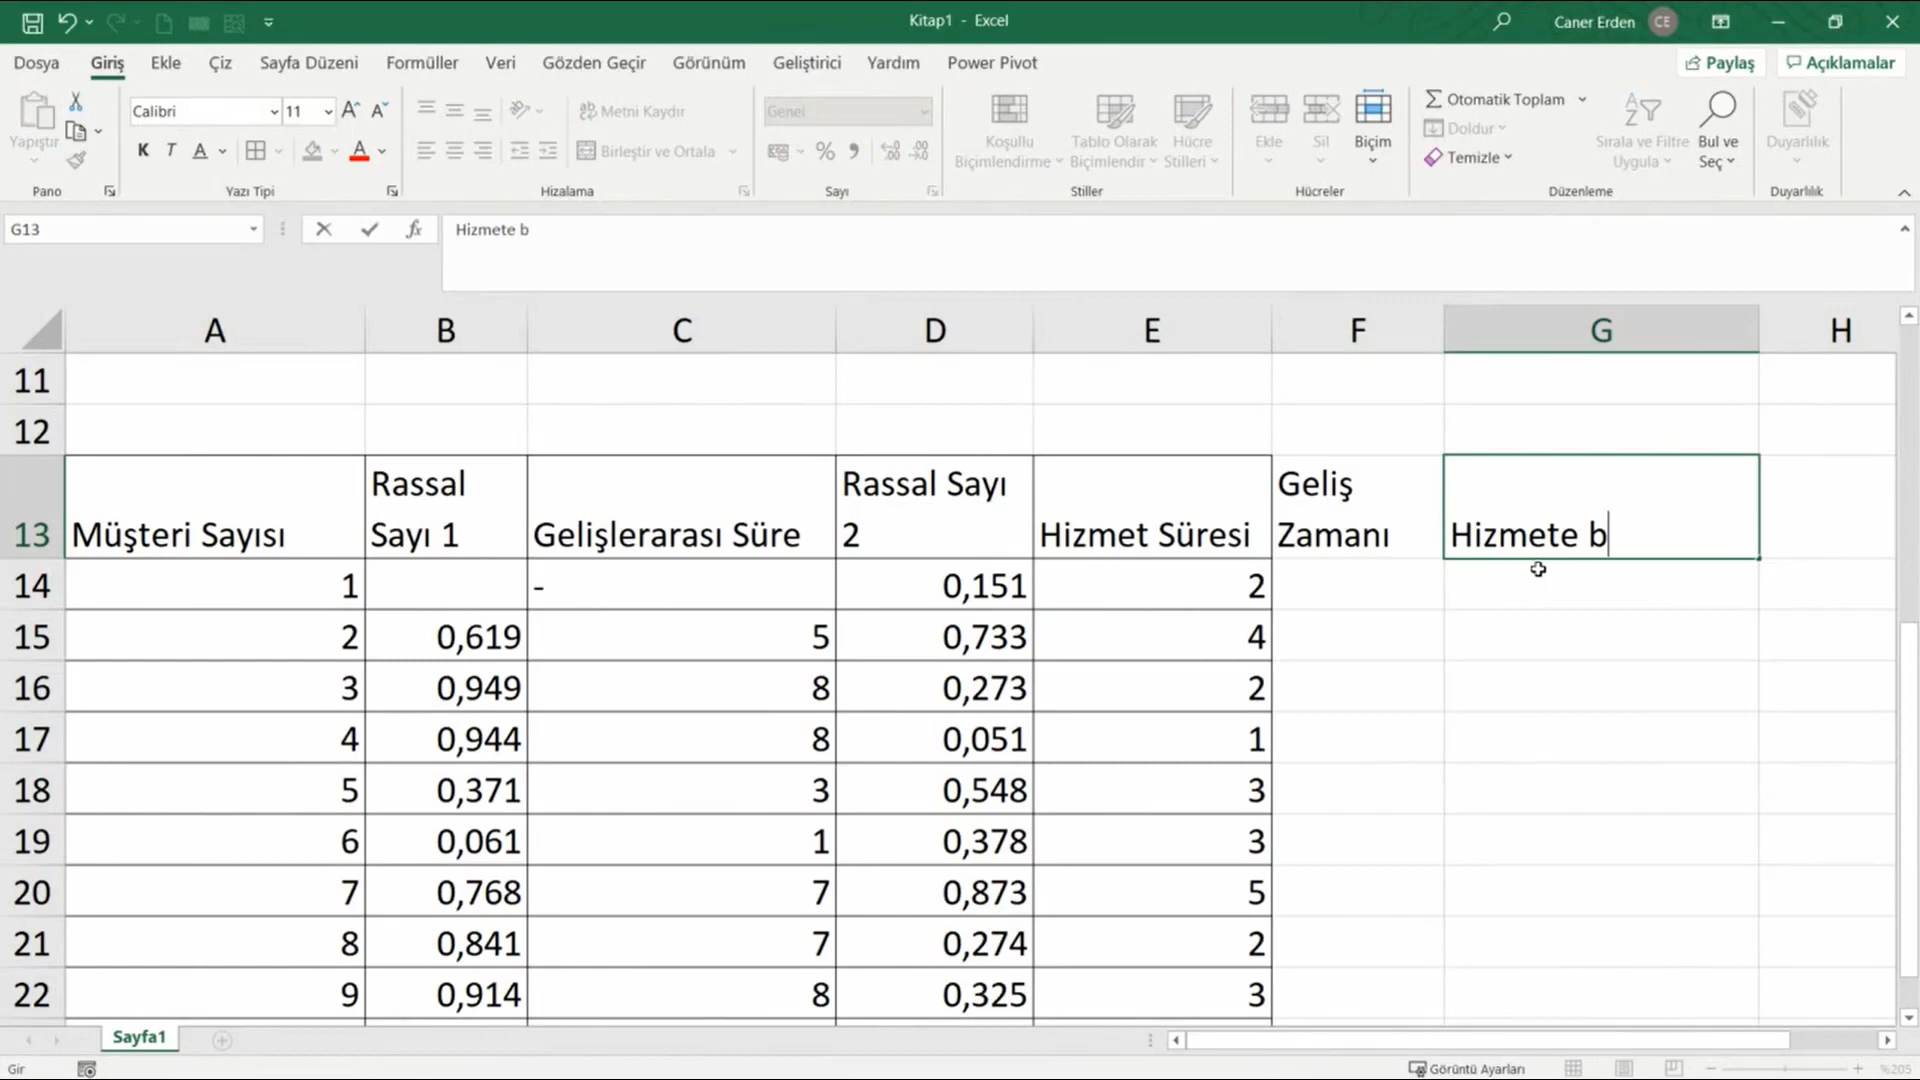 Kitap1 - Excel
Caner Erden CE
Dosya Giriş Ekle Çiz Sayfa Düzeni Formüller Veri Gözden Geçir Görünüm Geliştirici Yardım Power Pivot Paylaş Açıklamalar
Yapıştır
Pano
Calibri 11
K T A A
Yazı Tipi
Metni Kaydır
Birleştir ve Ortala
Hizalama
Genel
%
Sayı
Koşullu Biçimlendirme
Tablo Olarak Biçimlendir
Hücre Stilleri
Stiller
Ekle Sil Biçim
Hücreler
Otomatik Toplam
Doldur
Temizle
Sırala ve Filtre Uygula
Bul ve Seç
Düzenleme
Duyarlılık
Duyarlılık
G13 fx Hizmete b
A B C D E F G H
11
12
13 Müşteri Sayısı Rassal Sayı 1 Gelişlerarası Süre Rassal Sayı 2 Hizmet Süresi Geliş Zamanı Hizmete b
14 1 - 0,151 2
15 2 0,619 5 0,733 4
16 3 0,949 8 0,273 2
17 4 0,944 8 0,051 1
18 5 0,371 3 0,548 3
19 6 0,061 1 0,378 3
20 7 0,768 7 0,873 5
21 8 0,841 7 0,274 2
22 9 0,914 8 0,325 3
Sayfa1
Gir Görüntü Ayarları %205